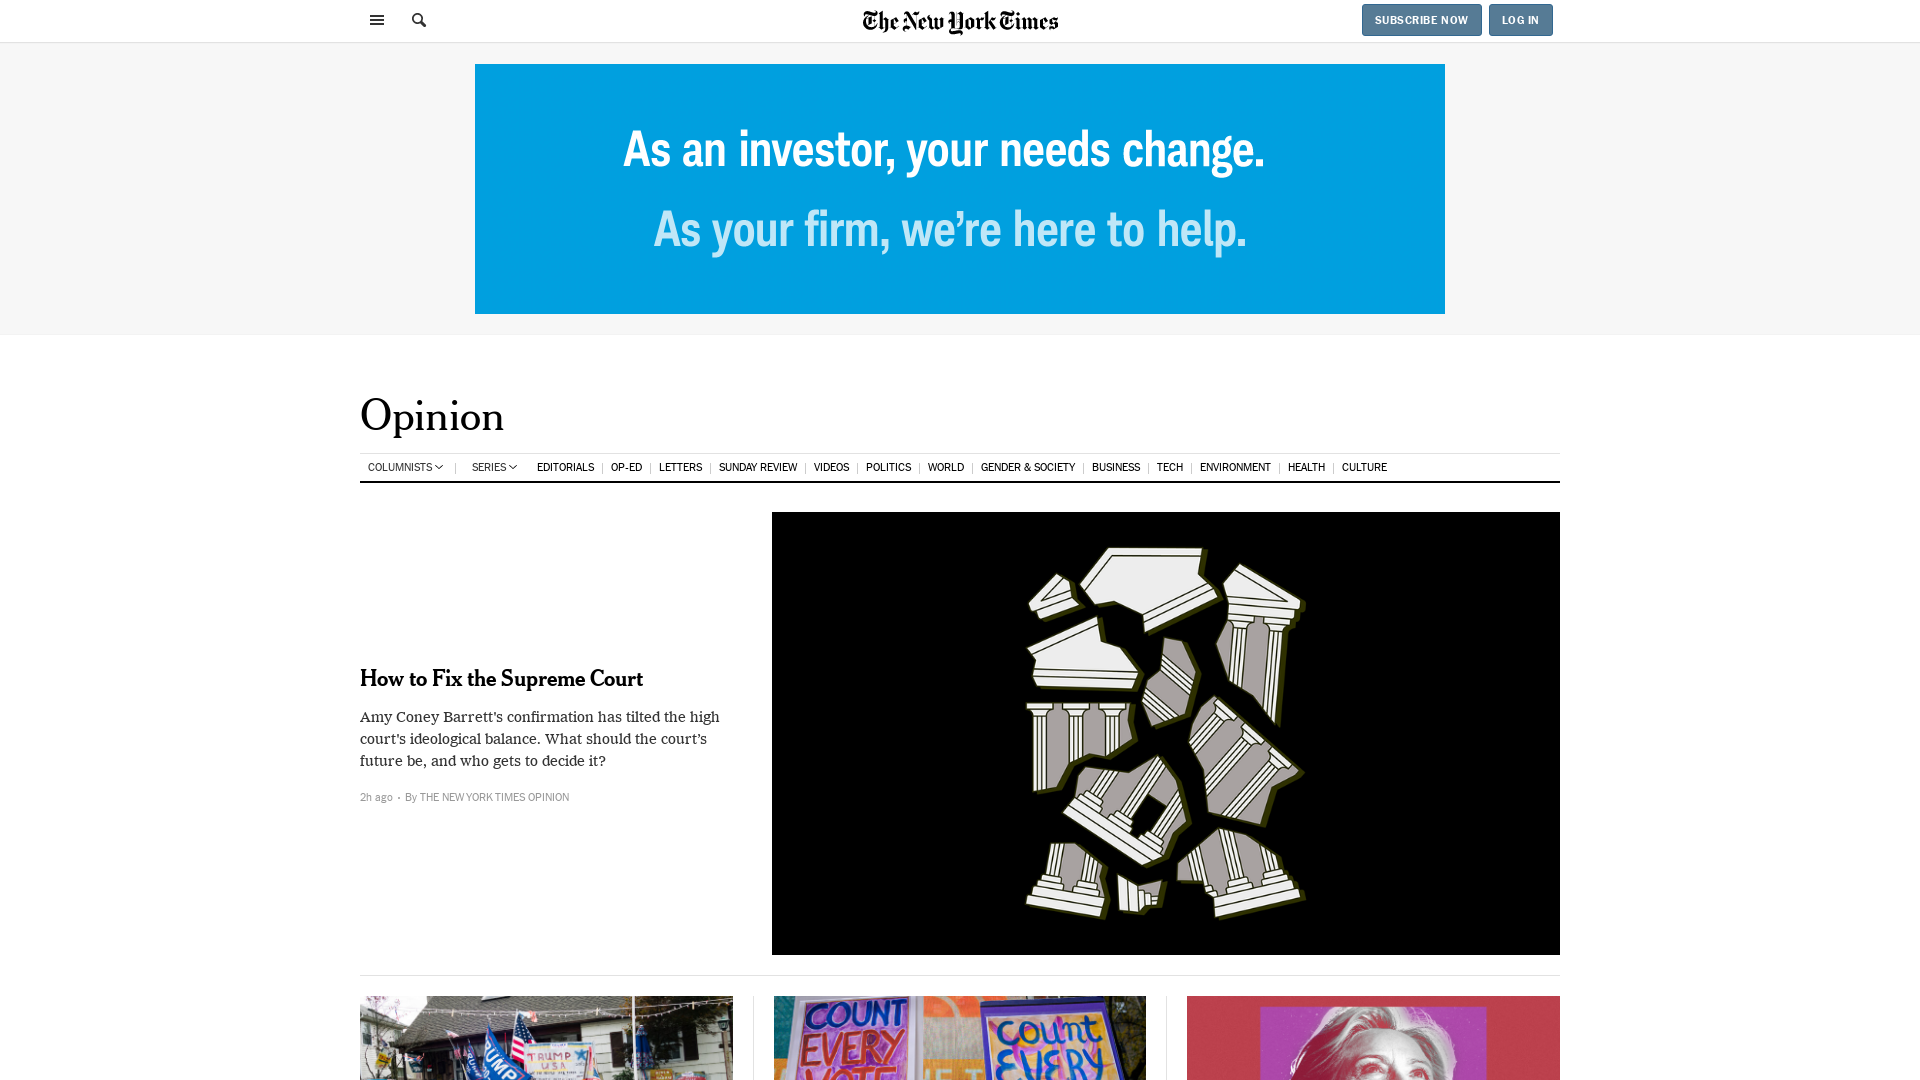 The New York Times
SUBSCRIBE NOW
LOG IN
As an investor, your needs change.
As your firm, we’re here to help.
Opinion
COLUMNISTS
SERIES
EDITORIALS
OP-ED
LETTERS
SUNDAY REVIEW
VIDEOS
POLITICS
WORLD
GENDER & SOCIETY
BUSINESS
TECH
ENVIRONMENT
HEALTH
CULTURE
How to Fix the Supreme Court
Amy Coney Barrett's confirmation has tilted the high
court's ideological balance. What should the court’s
future be, and who gets to decide it?
2h ago • By THE NEW YORK TIMES OPINION
TRUMP
USA
TRUMP
COUNT
EVERY
VOTE
COUNT
EVERY